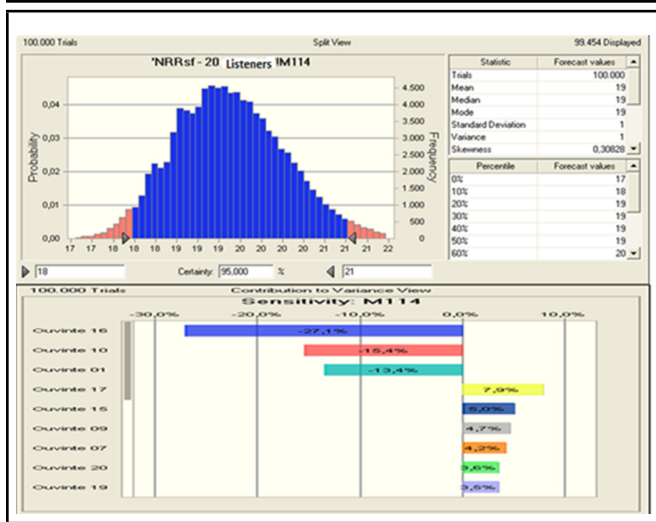 100.000 Trials Split View 99.454 Displayed
'NRRsf - 20 Listeners !M114
Probability
0,04
0,03
0,02
0,01
0,00
4.500
4.000
3.500
3.000
2.500
2.000
1.500
1.000
500
0
Frequency
17 17 18 18 18 19 19 19 20 20 20 21 21 22
18 Certainty: 95,000 % 21
Statistic Forecast values
Trials 100.000
Mean 19
Median 19
Mode 19
Standard Deviation 1
Variance 1
Skewness 0,30828
Percentile Forecast values
0% 17
10% 18
20% 19
30% 19
40% 19
50% 19
60% 20
100.000 Trials Contribution to Variance View
Sensitivity: M114
-30,0% -20,0% -10,0% 0,0% 10,0%
Ouvinte 16 -27,1%
Ouvinte 10 -15,4%
Ouvinte 01 -13,4%
Ouvinte 17 7,9%
Ouvinte 15 5,0%
Ouvinte 09 4,7%
Ouvinte 07 4,2%
Ouvinte 20 3,6%
Ouvinte 19 3,5%